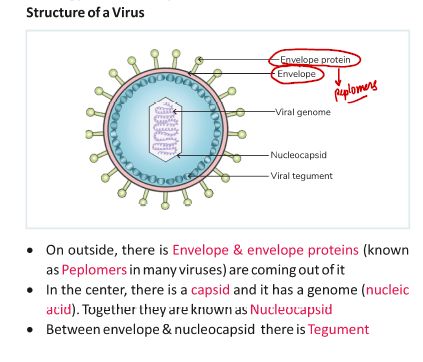 Structure of a Virus
Envelope protein
Envelope
peplomers
Viral genome
Nucleocapsid
Viral tegument
• On outside, there is Envelope & envelope proteins (known
as Peplomers in many viruses) are coming out of it
• In the center, there is a capsid and it has a genome (nucleic
acid). Together they are known as Nucleocapsid
• Between envelope & nucleocapsid there is Tegument